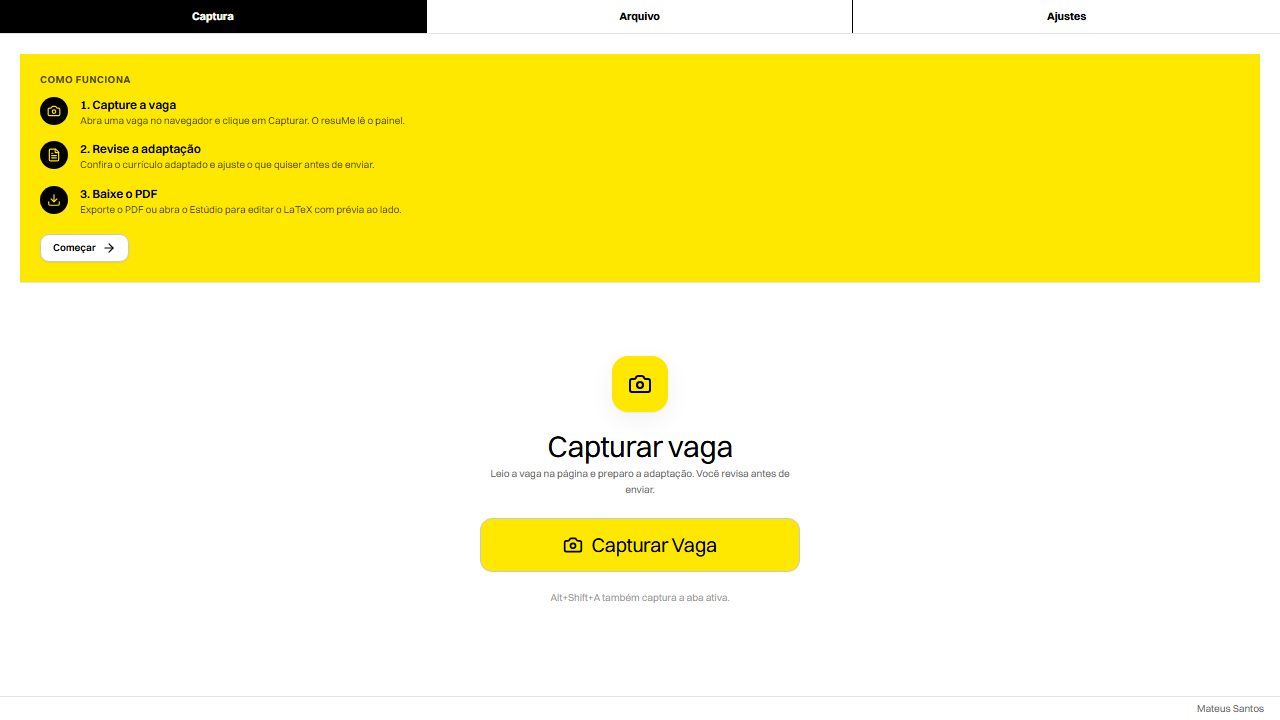 Captura
Arquivo
Ajustes
COMO FUNCIONA
1. Capture a vaga
Abra uma vaga no navegador e clique em Capturar. O resuMe lê o painel.
2. Revise a adaptação
Confira o currículo adaptado e ajuste o que quiser antes de enviar.
3. Baixe o PDF
Exporte o PDF ou abra o Estúdio para editar o LaTeX com prévia ao lado.
Começar
Capturar vaga
Leio a vaga na página e preparo a adaptação. Você revisa antes de
enviar.
Capturar Vaga
Alt+Shift+A também captura a aba ativa.
Mateus Santos